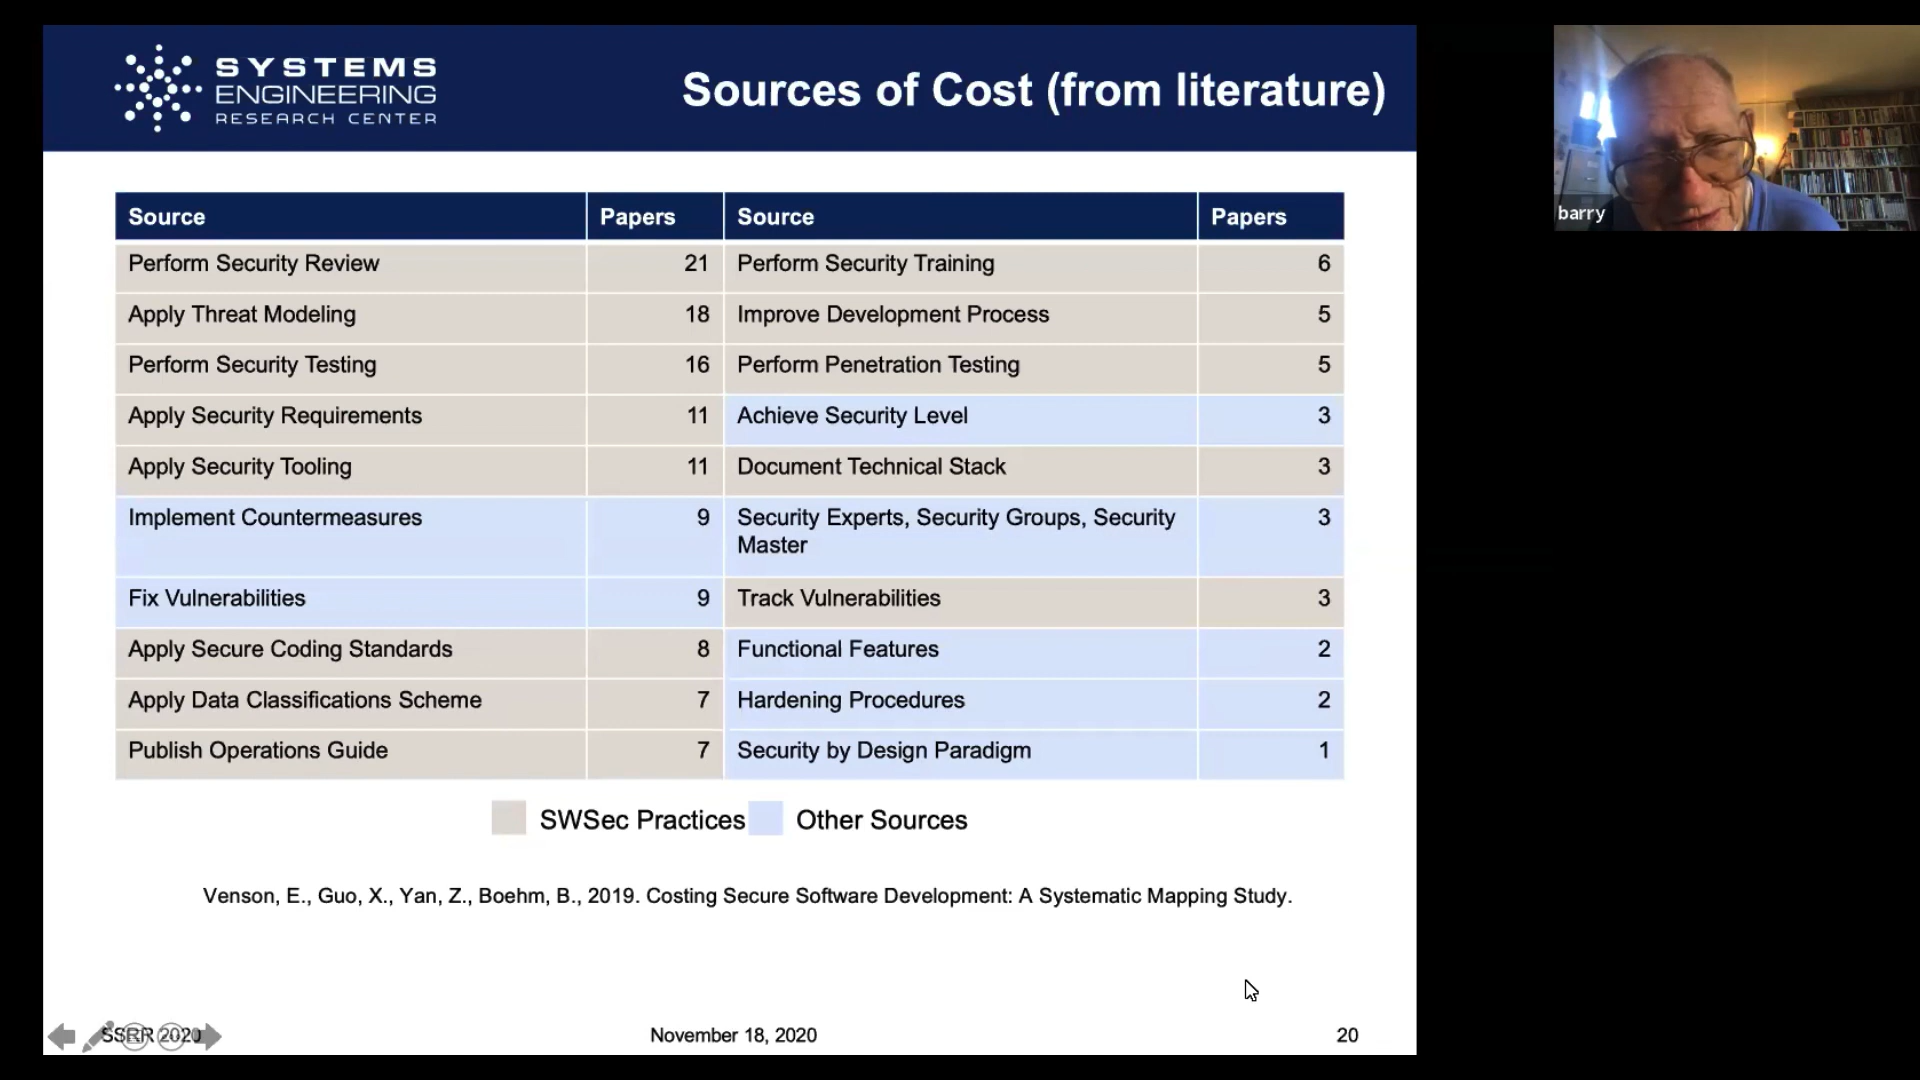 SYSTEMS
ENGINEERING
RESEARCH CENTER
Sources of Cost (from literature)
barry
Source Papers Source Papers
Perform Security Review 21 Perform Security Training 6
Apply Threat Modeling 18 Improve Development Process 5
Perform Security Testing 16 Perform Penetration Testing 5
Apply Security Requirements 11 Achieve Security Level 3
Apply Security Tooling 11 Document Technical Stack 3
Implement Countermeasures 9 Security Experts, Security Groups, Security 3
Master
Fix Vulnerabilities 9 Track Vulnerabilities 3
Apply Secure Coding Standards 8 Functional Features 2
Apply Data Classifications Scheme 7 Hardening Procedures 2
Publish Operations Guide 7 Security by Design Paradigm 1
SWSec Practices Other Sources
Venson, E., Guo, X., Yan, Z., Boehm, B., 2019. Costing Secure Software Development: A Systematic Mapping Study.
SSRR 2020 November 18, 2020 20